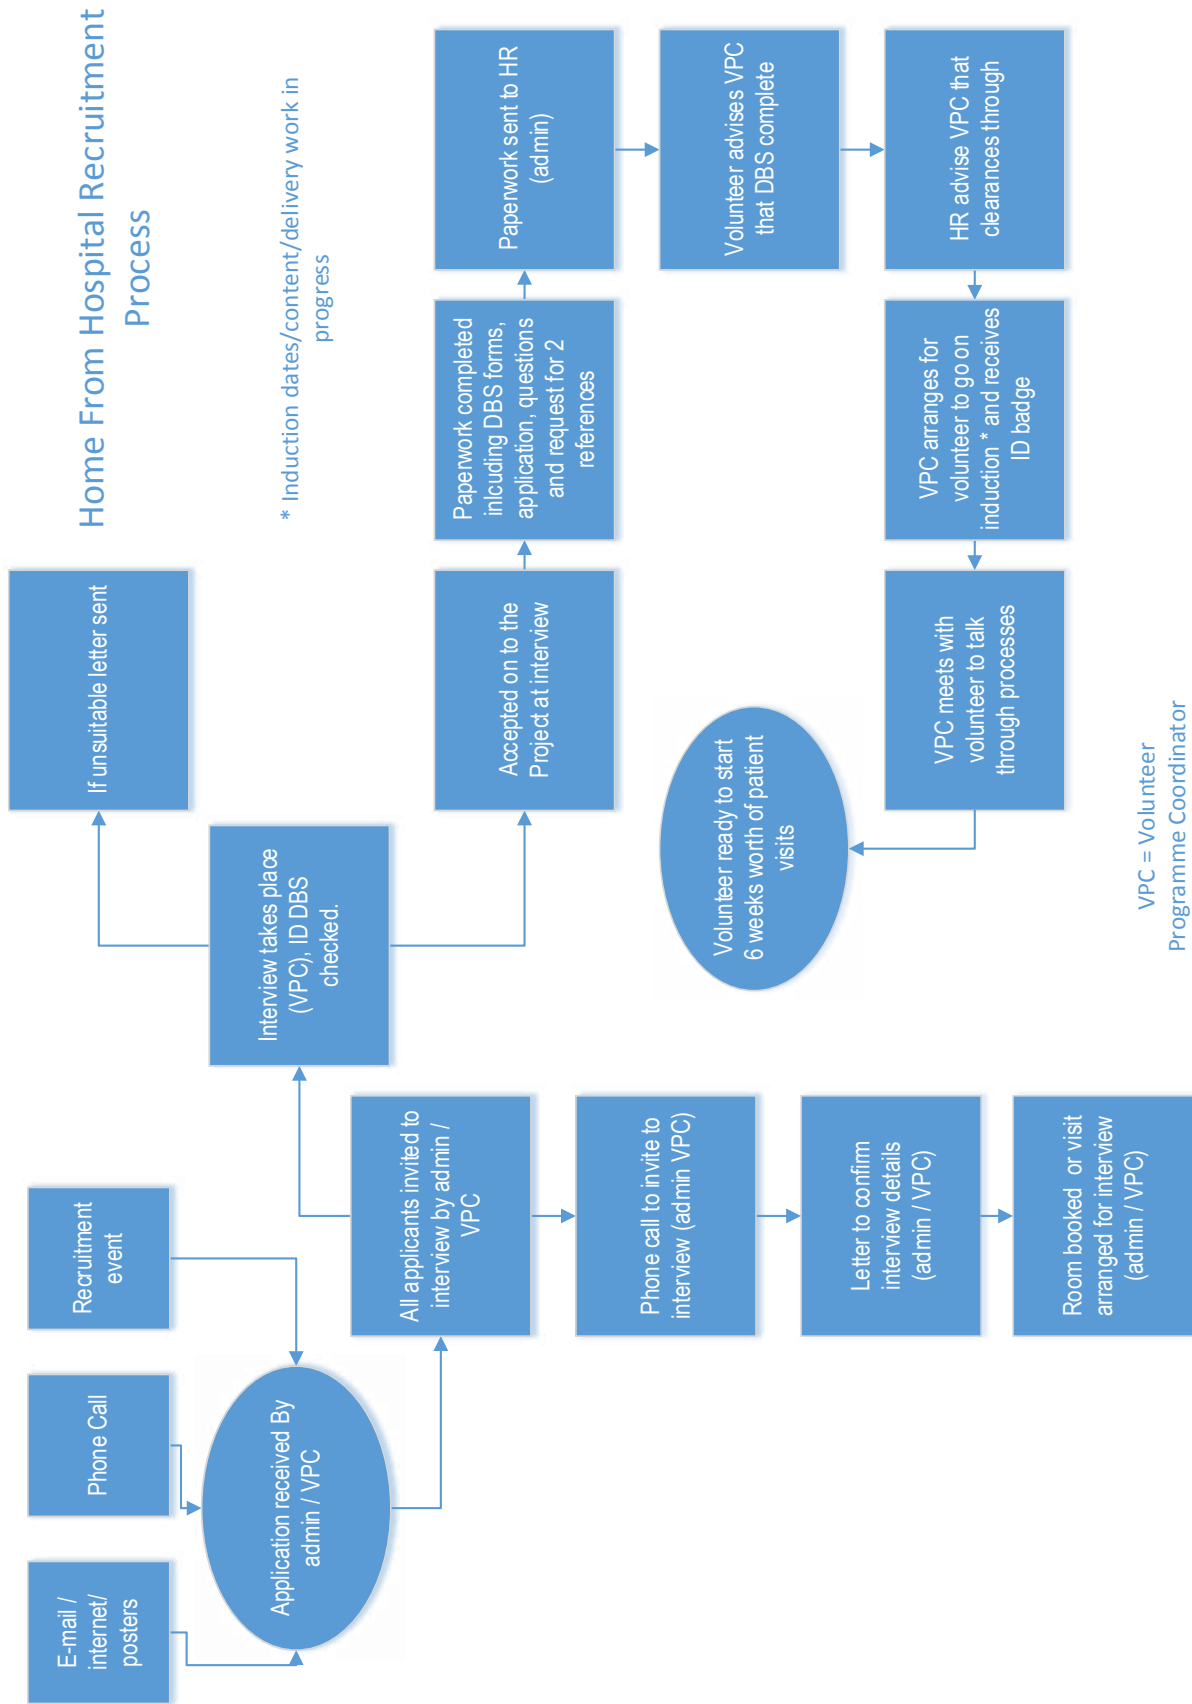 Home From Hospital Recruitment
Process
* Induction dates/content/delivery work in
progress
E-mail /
internet/
posters
Phone Call
Recruitment
event
Application received By
admin / VPC
All applicants invited to
interview by admin /
VPC
Phone call to invite to
interview (admin VPC)
Letter to confirm
interview details
(admin / VPC)
Room booked  or visit
arranged for interview
(admin / VPC)
Interview takes place
(VPC), ID DBS
checked.
If unsuitable letter sent
Accepted on to the
Project at interview
Paperwork completed
inlcuding DBS forms,
application, questions
and request for 2
references
Paperwork sent to HR
(admin)
Volunteer advises VPC
that DBS complete
HR advise VPC that
clearances through
VPC arranges for
volunteer to go on
induction * and receives
ID badge
VPC meets with
volunteer to talk
through processes
Volunteer ready to start
6 weeks worth of patient
visits
VPC = Volunteer
Programme Coordinator